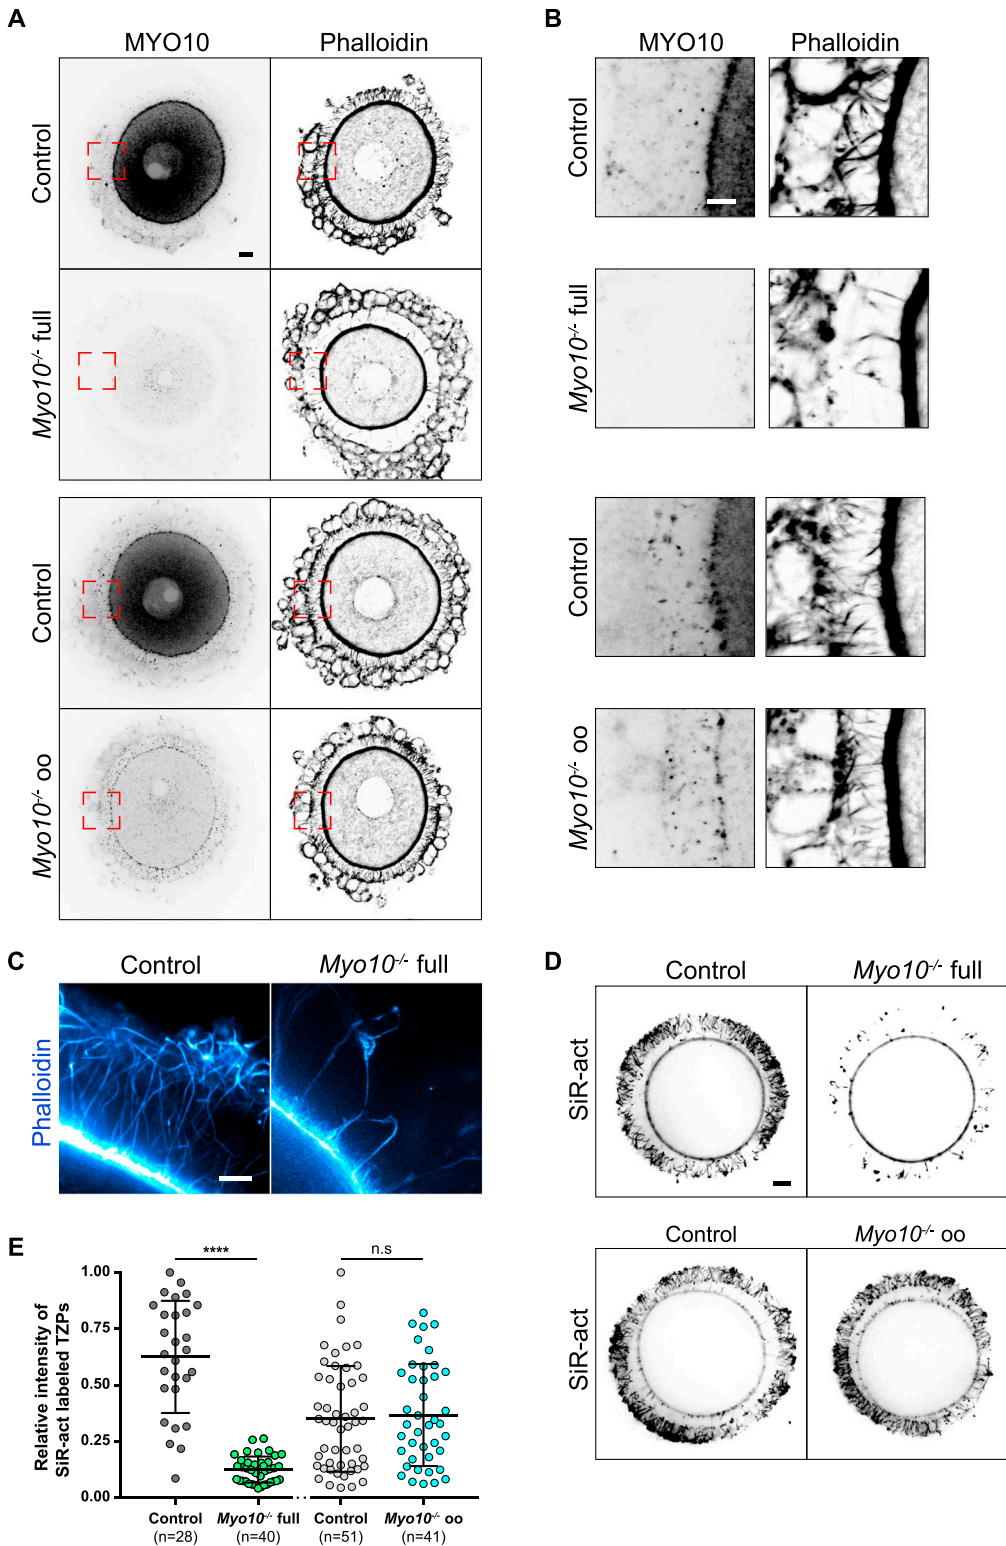 A
MYO10
Phalloidin
Control
Myo10-/- full
Control
Myo10-/- oo
B
MYO10
Phalloidin
Control
Myo10-/- full
Control
Myo10-/- oo
C
Control
Myo10-/- full
Phalloidin
D
Control
Myo10-/- full
SiR-act
Control
Myo10-/- oo
SiR-act
E
Relative intensity of
SiR-act labeled TZPs
1.00
0.75
0.50
0.25
0.00
****
n.s
Control
(n=28)
Myo10-/- full
(n=40)
Control
(n=51)
Myo10-/- oo
(n=41)